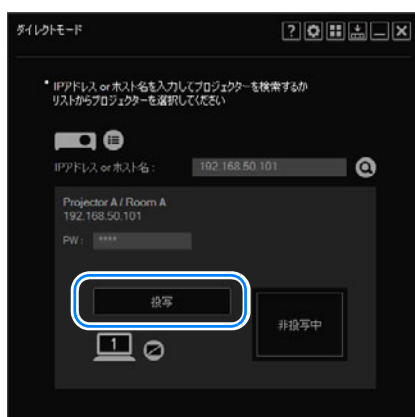 ダイレクトモード
?
* IPアドレス or ホスト名を入力してプロジェクターを検索するか
リストからプロジェクターを選択してください
IPアドレス or ホスト名：
192.168.50.101
Projector A / Room A
192.168.50.101
PW：
****
投写
非投写中
1